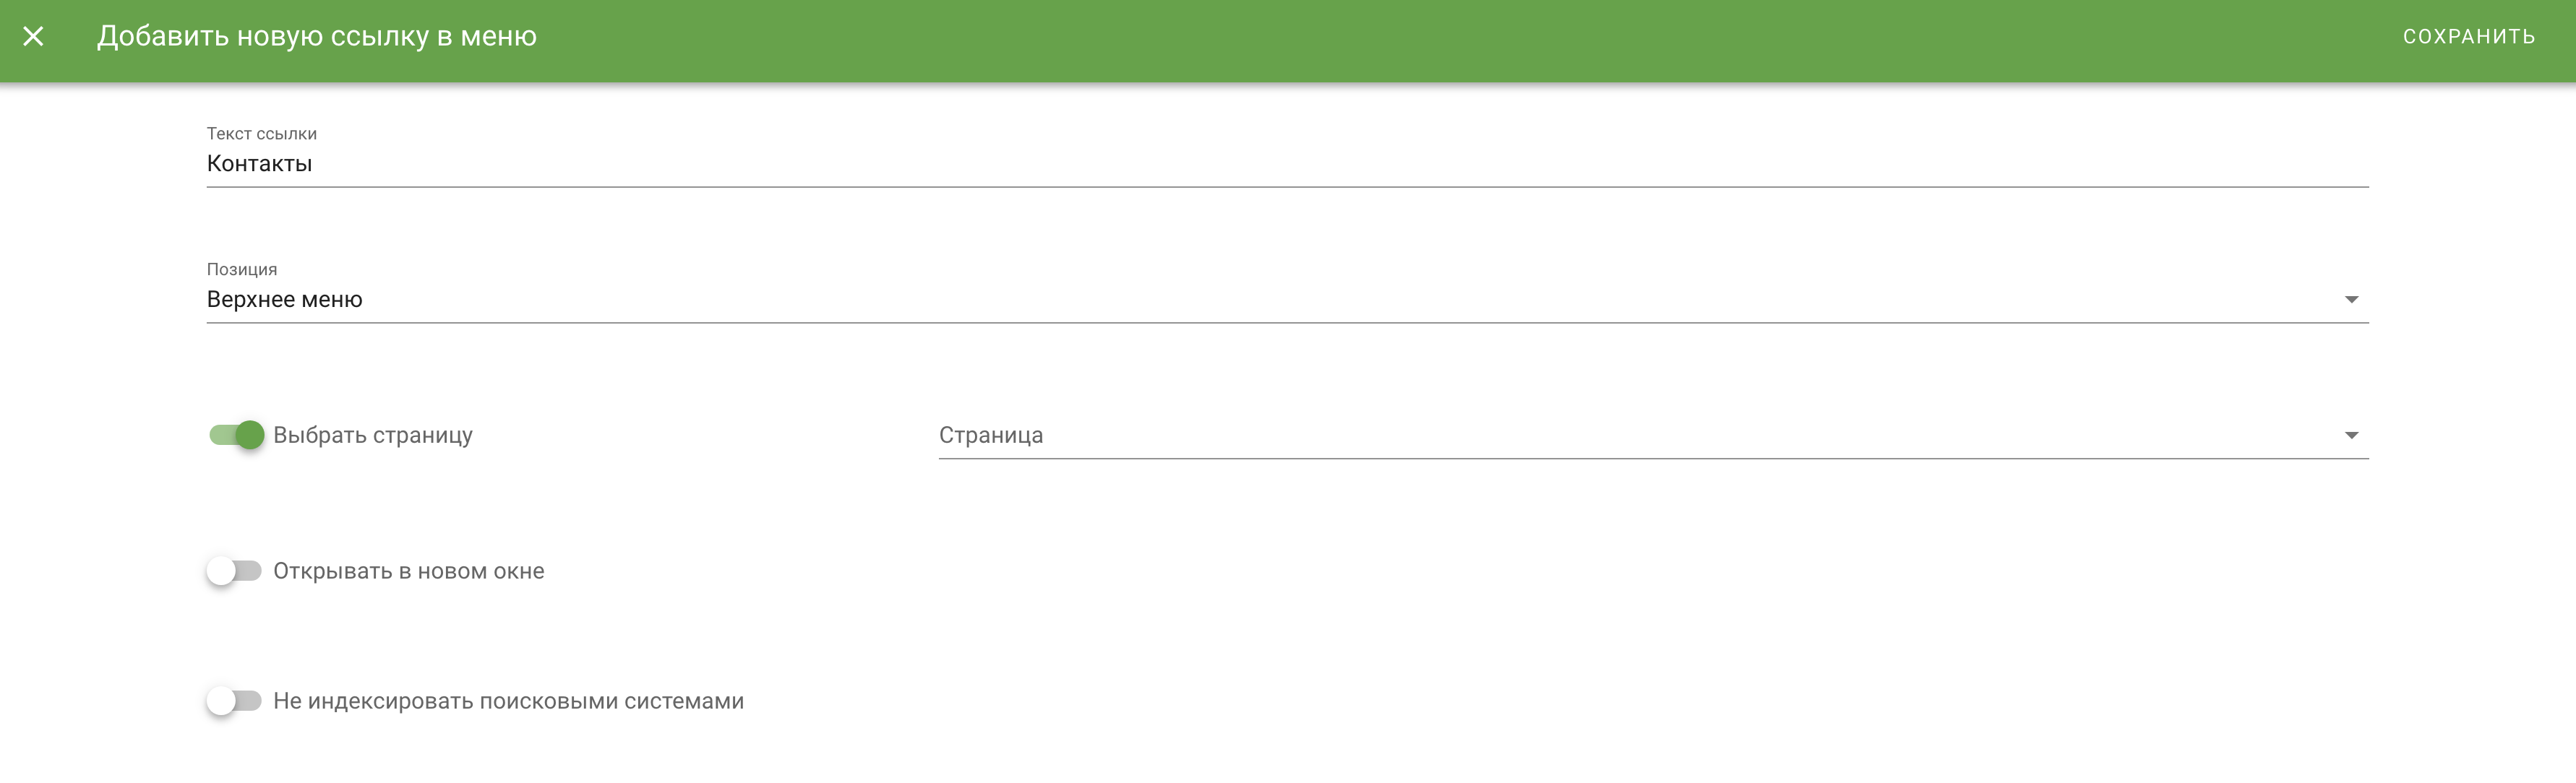 Добавить новую ссылку в меню
СОХРАНИТЬ
Текст ссылки
Контакты
Позиция
Верхнее меню
Выбрать страницу
Страница
Открывать в новом окне
Не индексировать поисковыми системами